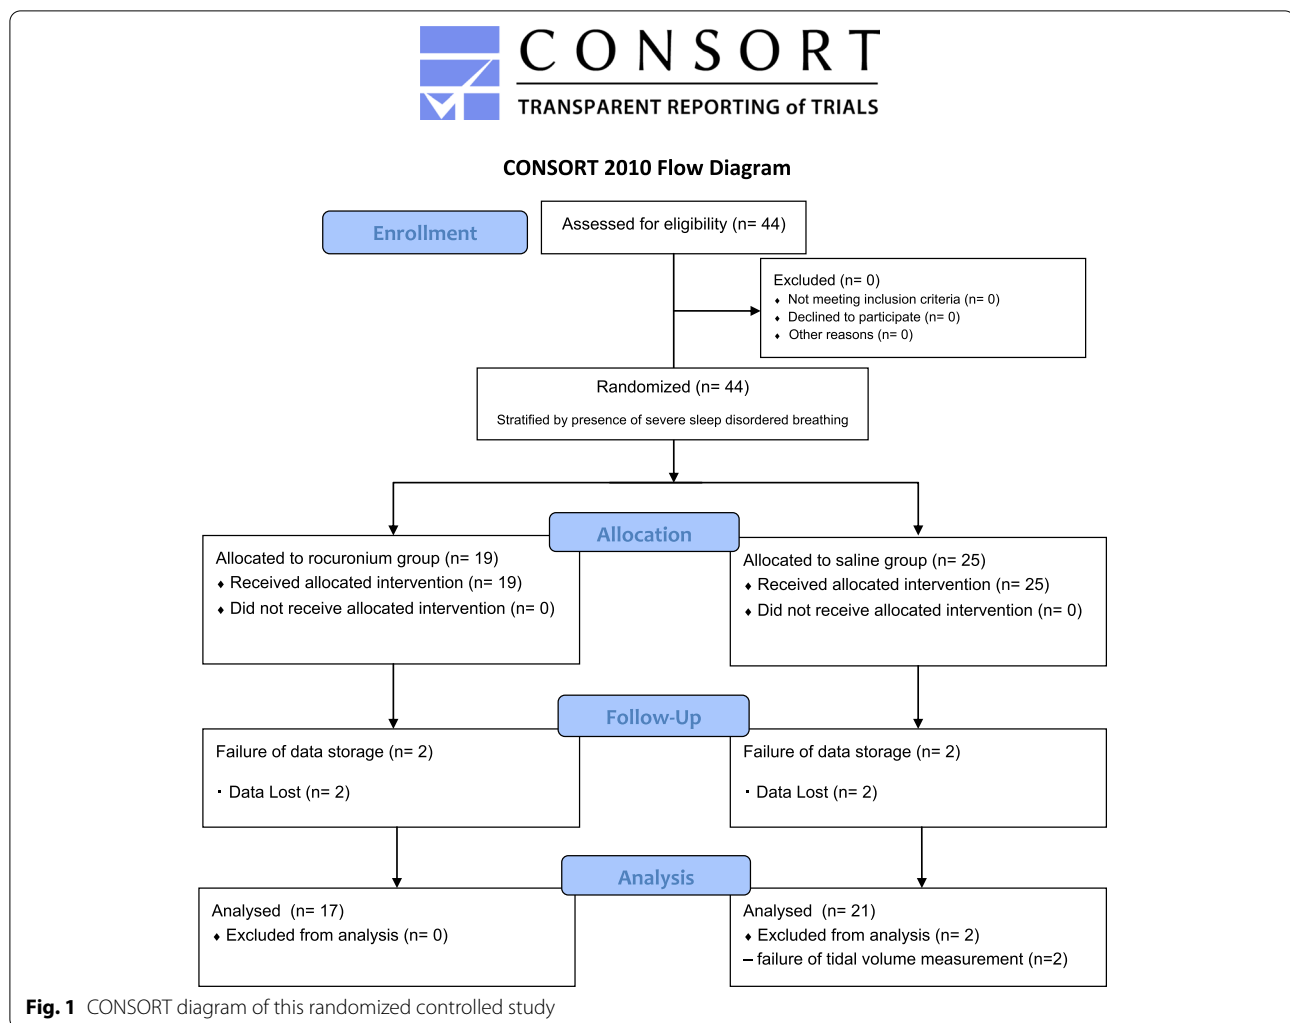 CONSORT
TRANSPARENT REPORTING of TRIALS
CONSORT 2010 Flow Diagram
Enrollment
Assessed for eligibility (n= 44)
Excluded (n= 0)
♦ Not meeting inclusion criteria (n= 0)
♦ Declined to participate (n= 0)
♦ Other reasons (n= 0)
Randomized (n= 44)
Stratified by presence of severe sleep disordered breathing
Allocation
Allocated to rocuronium group (n= 19)
♦ Received allocated intervention (n= 19)
♦ Did not receive allocated intervention (n= 0)
Allocated to saline group (n= 25)
♦ Received allocated intervention (n= 25)
♦ Did not receive allocated intervention (n= 0)
Follow-Up
Failure of data storage (n= 2)
· Data Lost (n= 2)
Failure of data storage (n= 2)
· Data Lost (n= 2)
Analysis
Analysed (n= 17)
♦ Excluded from analysis (n= 0)
Analysed (n= 21)
♦ Excluded from analysis (n= 2)
– failure of tidal volume measurement (n=2)
Fig. 1 CONSORT diagram of this randomized controlled study